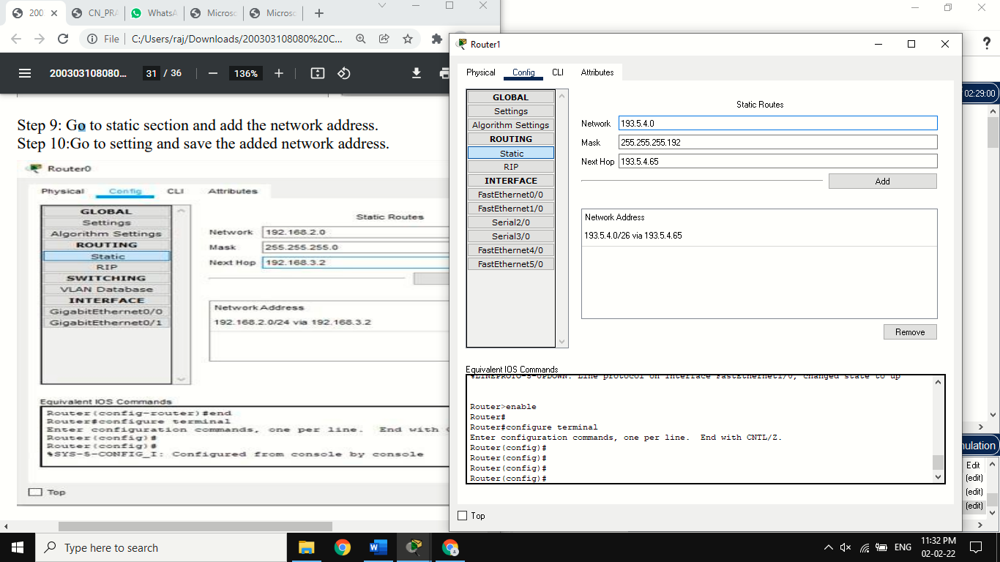 200
CN_PRA
WhatsA
Microso
Microso
File
C:/Users/raj/Downloads/200303108080%20C...
200303108080...
31 / 36
136%
Step 9: Go to static section and add the network address.
Step 10:Go to setting and save the added network address.
Router0
Physical Config CLI Attributes
GLOBAL
Settings
Algorithm Settings
ROUTING
Static
RIP
SWITCHING
VLAN Database
INTERFACE
GigabitEthernet0/0
GigabitEthernet0/1
Static Routes
Network 192.168.2.0
Mask 255.255.255.0
Next Hop 192.168.3.2
Network Address
192.168.2.0/24 via 192.168.3.2
Equivalent IOS Commands
Router(config-router)#end
Router#configure terminal
Enter configuration commands, one per line. End with C
Router(config)#
Router(config)#
%SYS-5-CONFIG_I: Configured from console by console
Top
Router1
Physical Config CLI Attributes
GLOBAL
Settings
Algorithm Settings
ROUTING
Static
RIP
INTERFACE
FastEthernet0/0
FastEthernet1/0
Serial2/0
Serial3/0
FastEthernet4/0
FastEthernet5/0
Static Routes
Network 193.5.4.0
Mask 255.255.255.192
Next Hop 193.5.4.65
Add
Network Address
193.5.4.0/26 via 193.5.4.65
Remove
Equivalent IOS Commands
%LINEPROTO-5-UPDOWN: Line protocol on Interface FastEthernet1/0, changed state to up
Router>enable
Router#
Router#configure terminal
Enter configuration commands, one per line. End with CNTL/Z.
Router(config)#
Router(config)#
Router(config)#
Router(config)#
Top
?
02:29:00
mulation
Edit
(edit)
(edit)
(edit)
Type here to search
ENG
11:32 PM
02-02-22